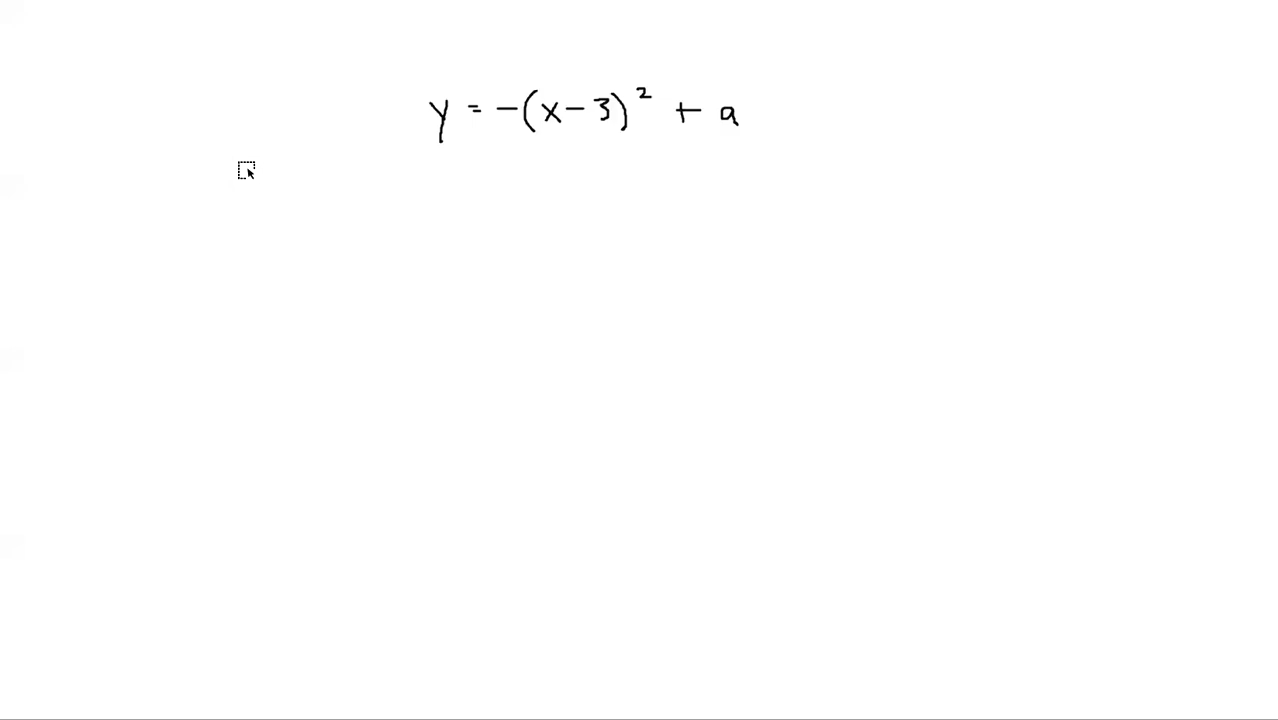 y = -(x-3)² + a